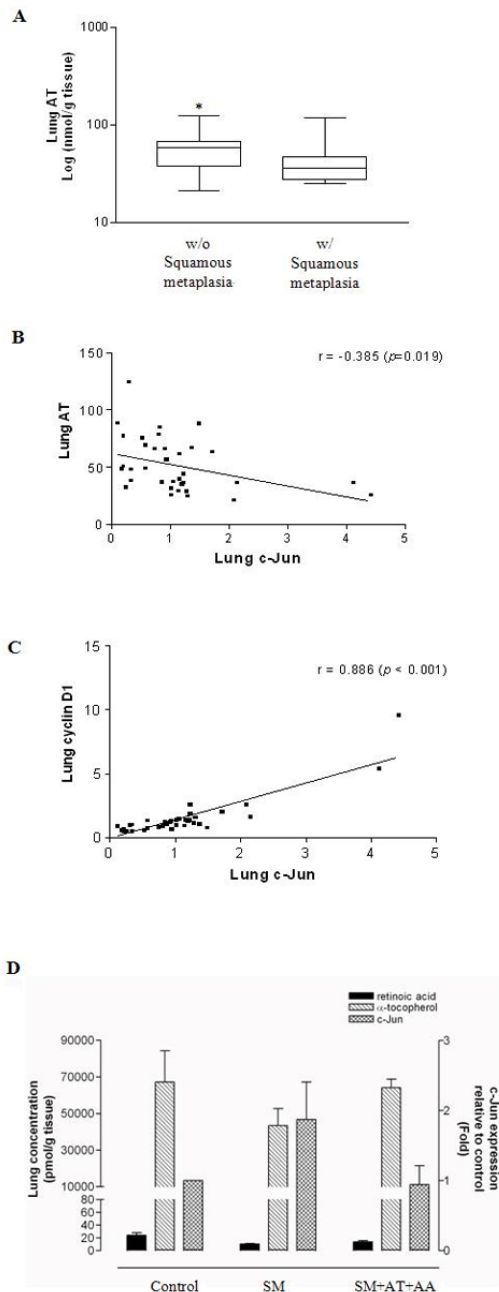 A
Lung AT
Log (nmol/g tissue)
1000
100
10
*
w/o
Squamous
metaplasia
w/
Squamous
metaplasia
B
r = -0.385 (p=0.019)
Lung AT
150
100
50
0
0 1 2 3 4 5
Lung c-Jun
C
r = 0.886 (p < 0.001)
Lung cyclin D1
15
10
5
0
0 1 2 3 4 5
Lung c-Jun
D
retinoic acid
α-tocopherol
c-Jun
Lung concentration
(pmol/g tissue)
90000
70000
50000
30000
10000
80
60
40
20
0
3
2
1
0
c-Jun expression
relative to control
(Fold)
Control SM SM+AT+AA